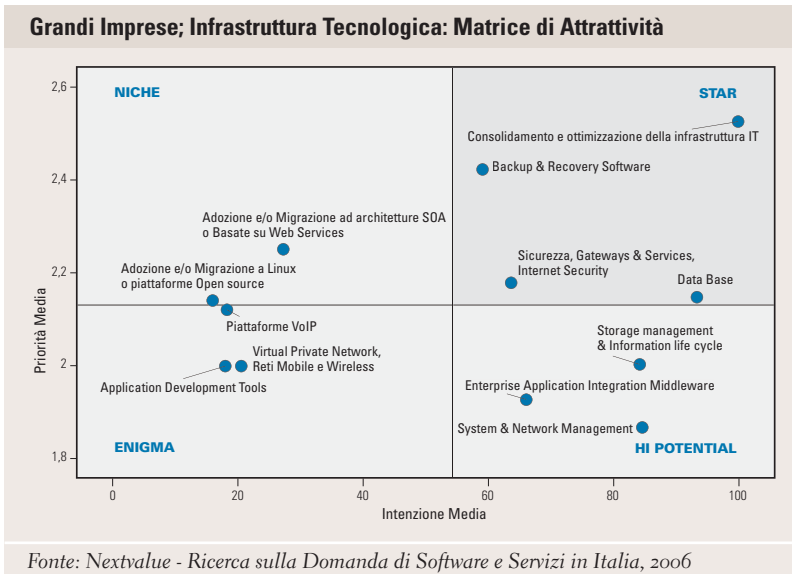 Grandi Imprese; Infrastruttura Tecnologica: Matrice di Attrattività
NICHE
STAR
2,6
Consolidamento e ottimizzazione della infrastruttura IT
Backup & Recovery Software
2,4
Adozione e/o Migrazione ad architetture SOA
o Basate su Web Services
Sicurezza, Gateways & Services,
Internet Security
Adozione e/o Migrazione a Linux
o piattaforme Open source
Data Base
2,2
Priorità Media
Piattaforme VoIP
Storage management
& Information life cycle
Virtual Private Network,
Reti Mobile e Wireless
2
Application Development Tools
Enterprise Application Integration Middleware
System & Network Management
ENIGMA
HI POTENTIAL
1,8
0
20
40
60
80
100
Intenzione Media
Fonte: Nextvalue - Ricerca sulla Domanda di Software e Servizi in Italia, 2006